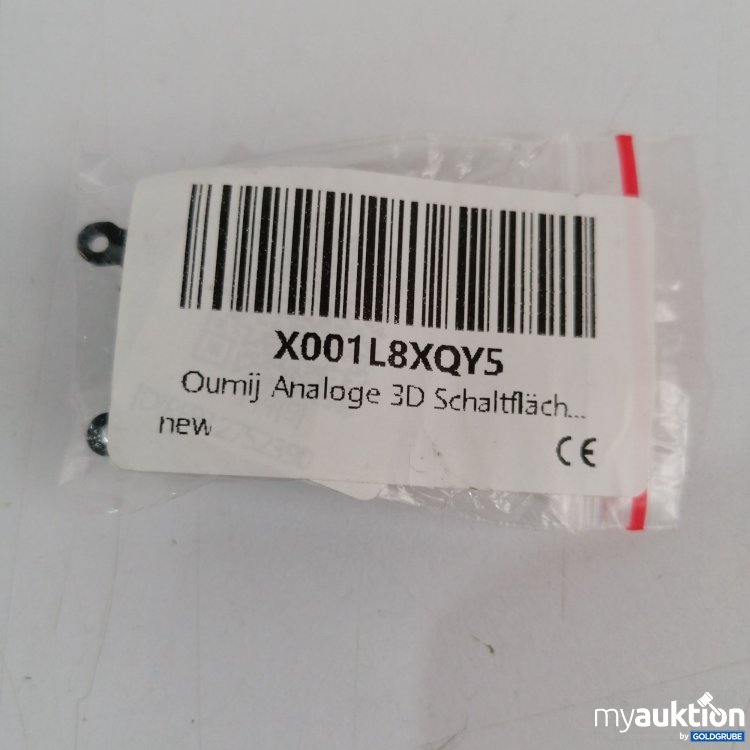 X001L8XQY5
Oumij Analoge 3D Schaltfläch...
new
CE
myauktion
by GOLDGRUBE